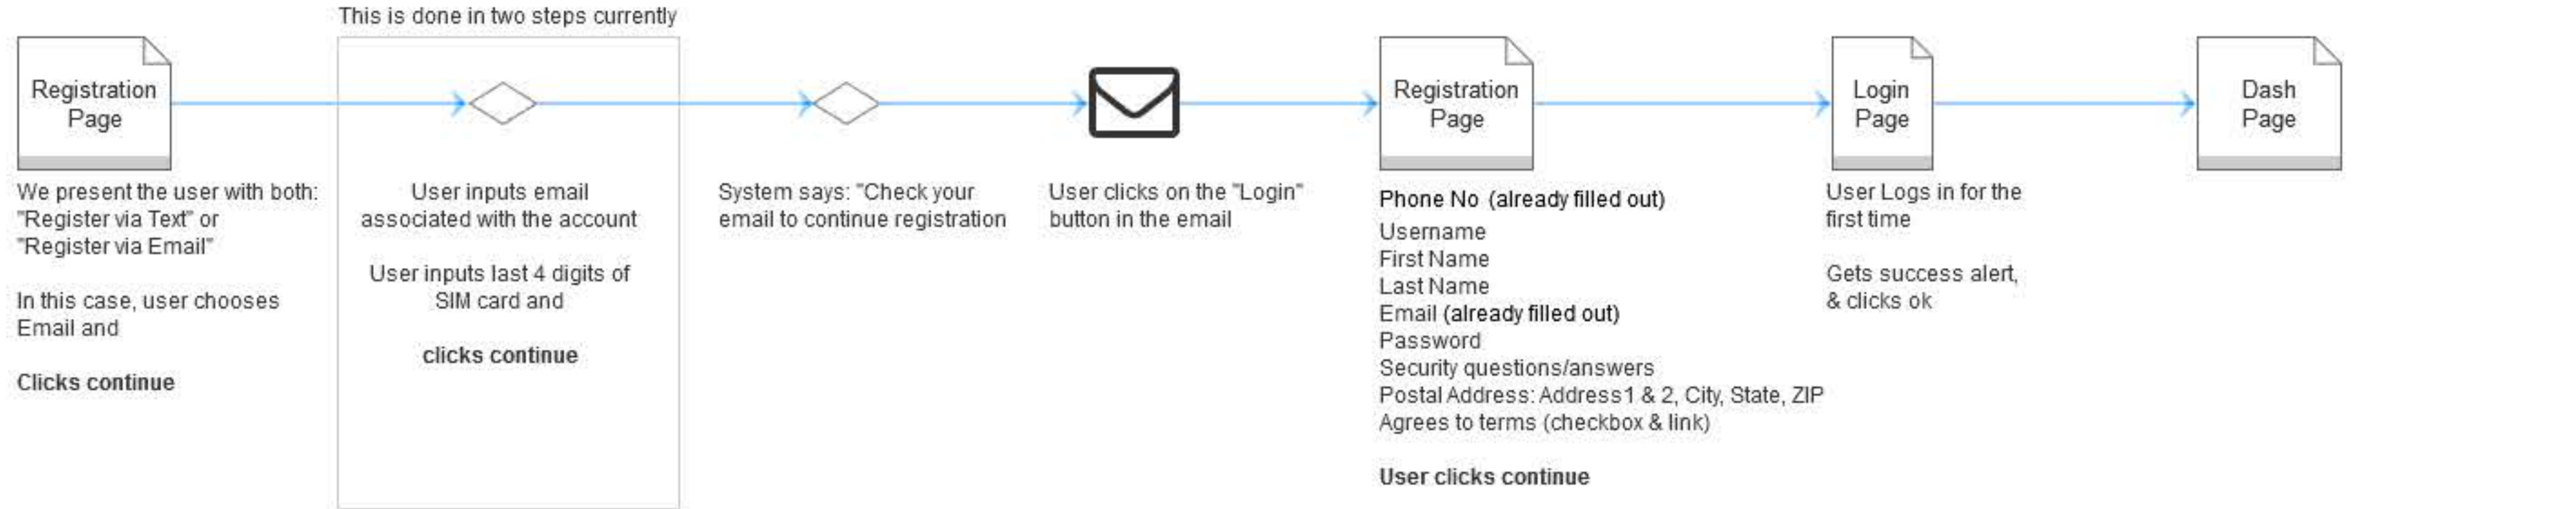 This is done in two steps currently
Registration
Page
We present the user with both:
"Register via Text" or
"Register via Email"
In this case, user chooses
Email and
Clicks continue
User inputs email
associated with the account
User inputs last 4 digits of
SIM card and
clicks continue
System says: "Check your
email to continue registration
User clicks on the "Login"
button in the email
Registration
Page
Phone No (already filled out)
Username
First Name
Last Name
Email (already filled out)
Password
Security questions/answers
Postal Address: Address1 & 2, City, State, ZIP
Agrees to terms (checkbox & link)
User clicks continue
Login
Page
User Logs in for the
first time
Gets success alert,
& clicks ok
Dash
Page